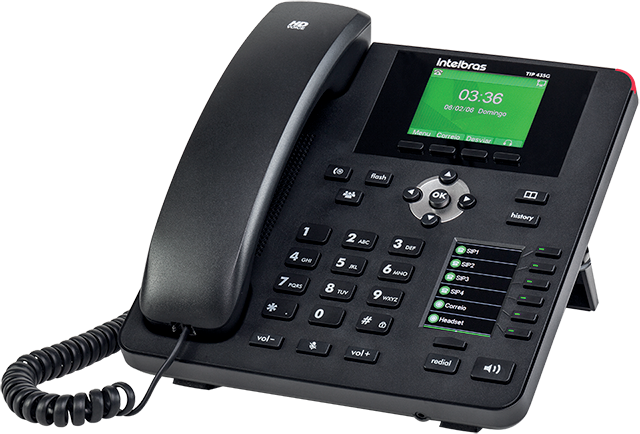 HD
VOICE
intelbras
TIP 435G
03:36
08/02/06 Domingo
Menu Correio Desviar
flash
OK
history
1 2 ABC 3 DEF
4 GHI 5 JKL 6 MNO
7 PQRS 8 TUV 9 WXYZ
* . 0 #
vol– vol+
SIP1
SIP2
SIP3
SIP4
Correio
Headset
redial